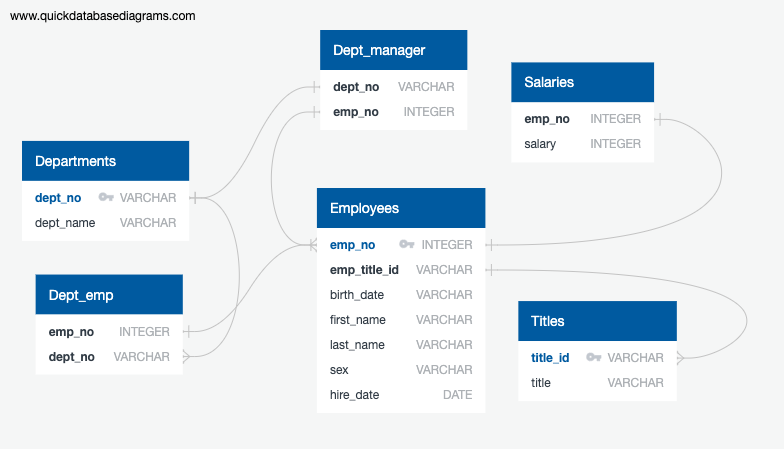 www.quickdatabasediagrams.com
Dept_manager
dept_no VARCHAR
emp_no INTEGER
Salaries
emp_no INTEGER
salary INTEGER
Departments
dept_no VARCHAR
dept_name VARCHAR
Employees
emp_no INTEGER
emp_title_id VARCHAR
birth_date VARCHAR
first_name VARCHAR
last_name VARCHAR
sex VARCHAR
hire_date DATE
Dept_emp
emp_no INTEGER
dept_no VARCHAR
Titles
title_id VARCHAR
title VARCHAR